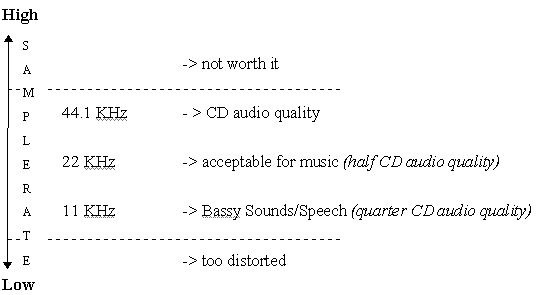 High
S
-> not worth it
A
M
44.1 KHz - > CD audio quality
P
L
22 KHz -> acceptable for music (half CD audio quality)
E
R
11 KHz -> Bassy Sounds/Speech (quarter CD audio quality)
A
T
E -> too distorted
Low